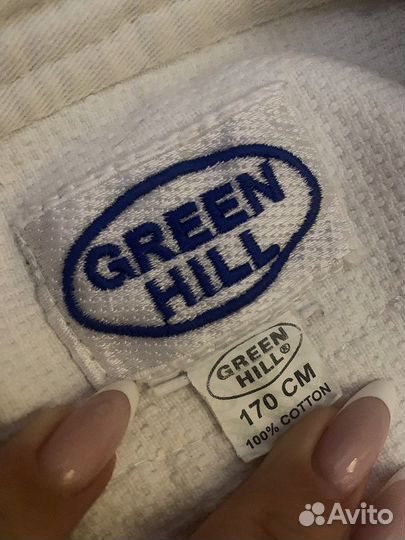 GREEN
HILL
GREEN
HILL®
170 CM
100% COTTON
Avito